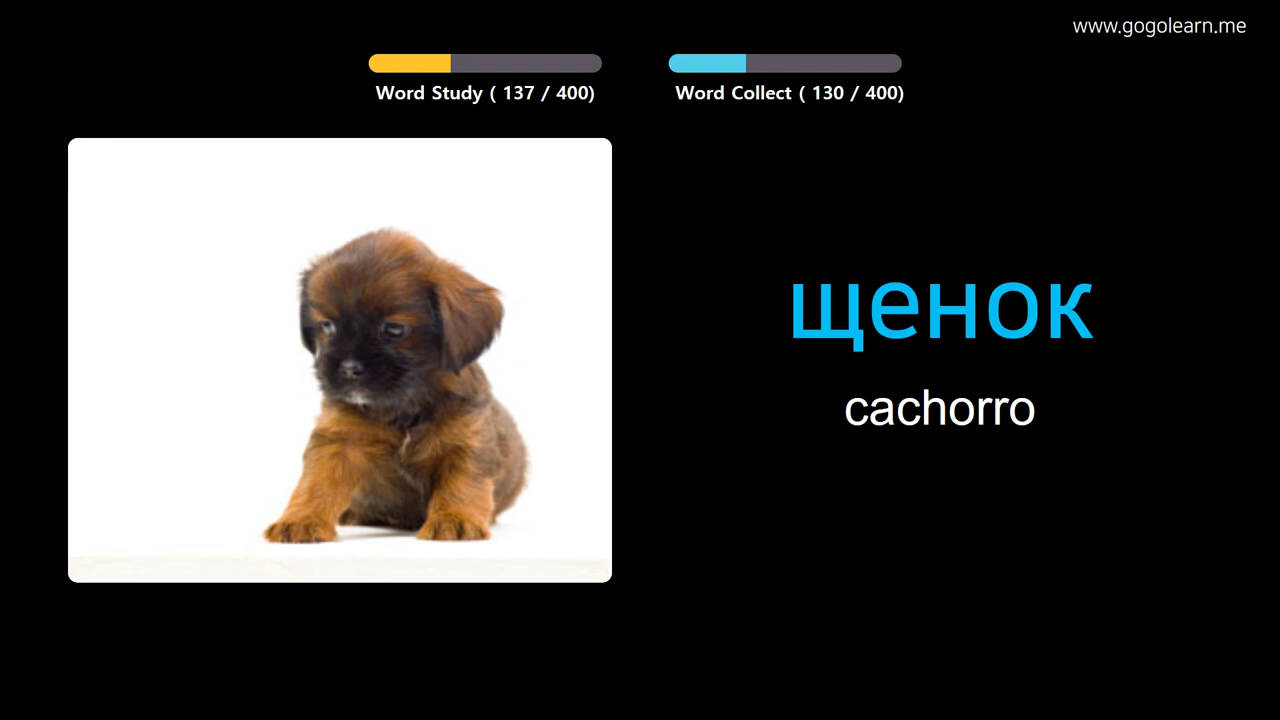 www.gogolearn.me
Word Study ( 137 / 400)
Word Collect ( 130 / 400)
щенок
cachorro